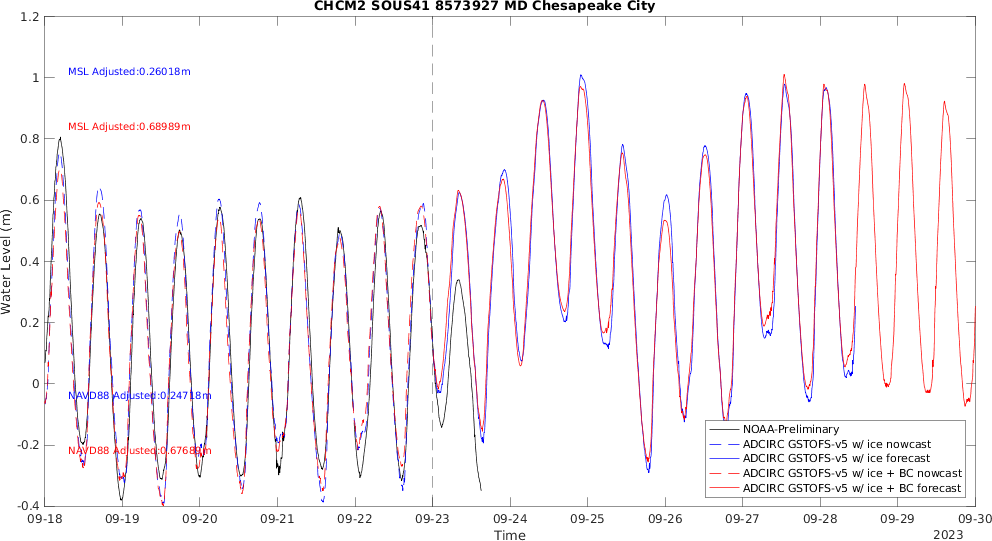 CHCM2 SOUS41 8573927 MD Chesapeake City
1.2
1
0.8
0.6
0.4
0.2
0
-0.2
-0.4
Water Level (m)
MSL Adjusted:0.26018m
MSL Adjusted:0.68989m
NAVD88 Adjusted:0.24718m
NAVD88 Adjusted:0.67689m
NOAA-Preliminary
ADCIRC GSTOFS-v5 w/ ice nowcast
ADCIRC GSTOFS-v5 w/ ice forecast
ADCIRC GSTOFS-v5 w/ ice + BC nowcast
ADCIRC GSTOFS-v5 w/ ice + BC forecast
09-18 09-19 09-20 09-21 09-22 09-23 09-24 09-25 09-26 09-27 09-28 09-29 09-30
Time
2023